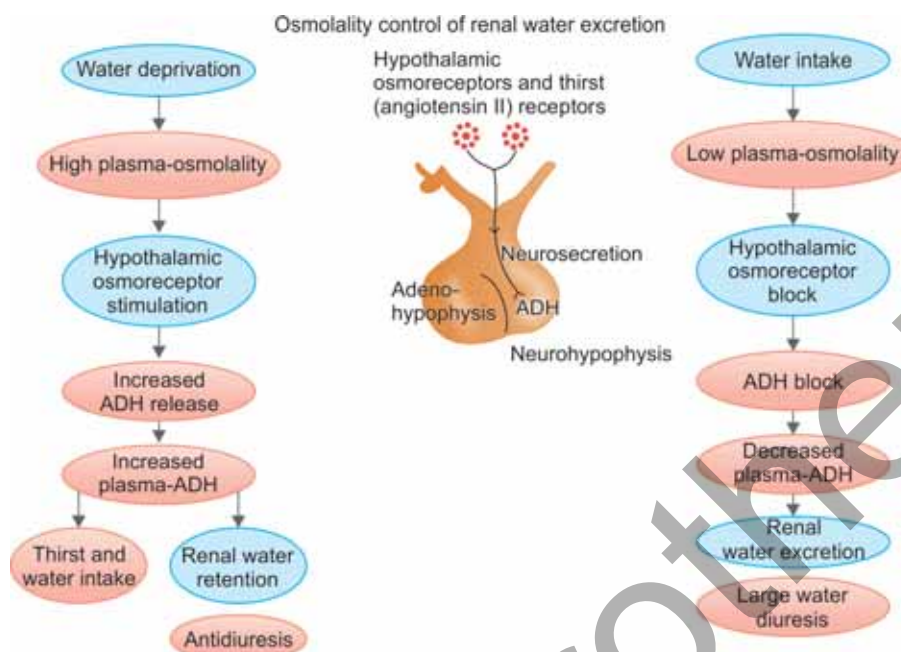 Osmolality control of renal water excretion
Water deprivation
High plasma-osmolality
Hypothalamic
osmoreceptor
stimulation
Increased
ADH release
Increased
plasma-ADH
Thirst and
water intake
Renal water
retention
Antidiuresis
Hypothalamic
osmoreceptors and thirst
(angiotensin II) receptors
Neurosecretion
Adeno-
hypophysis
ADH
Neurohypophysis
Water intake
Low plasma-osmolality
Hypothalamic
osmoreceptor
block
ADH block
Decreased
plasma-ADH
Renal
water excretion
Large water
diuresis